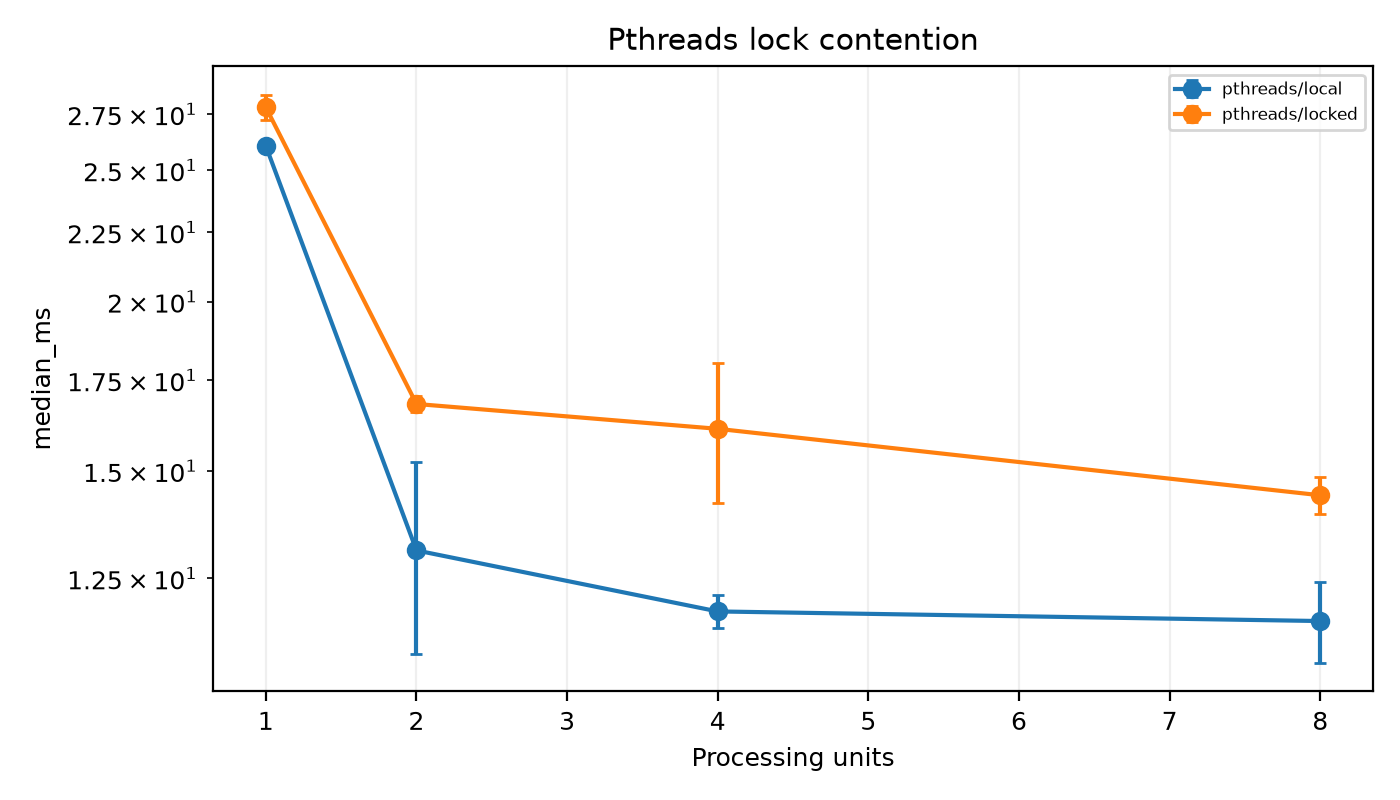 Pthreads lock contention
pthreads/local
pthreads/locked
2.75 × 10¹
2.5 × 10¹
2.25 × 10¹
2 × 10¹
1.75 × 10¹
1.5 × 10¹
1.25 × 10¹
median_ms
1 2 3 4 5 6 7 8
Processing units